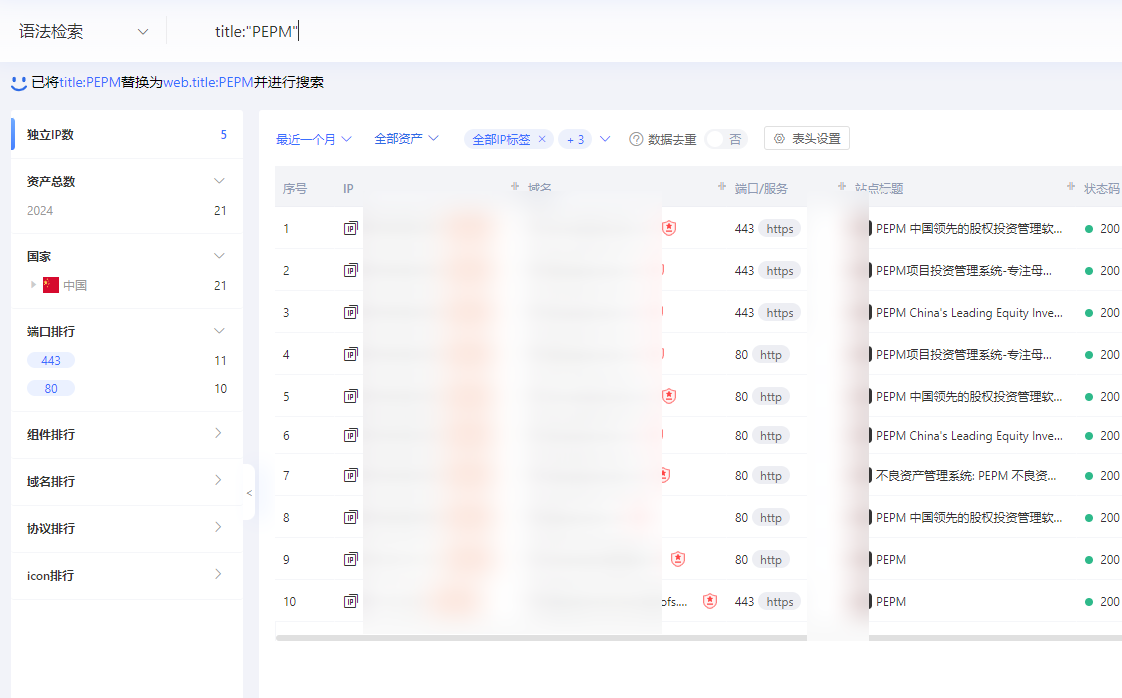 语法检索 title:"PEPM"
已将title:PEPM替换为web.title:PEPM并进行搜索
独立IP数 5
资产总数
2024 21
国家
中国 21
端口排行
443 11
80 10
组件排行
域名排行
协议排行
icon排行
<
最近一个月 全部资产 全部IP标签 × + 3 数据去重 否 表头设置
序号 IP 域名 端口/服务 站点标题 状态码
1 IP 443 https PEPM 中国领先的股权投资管理软... 200
2 IP 443 https PEPM项目投资管理系统-专注母... 200
3 IP 443 https PEPM China's Leading Equity Inve... 200
4 IP 80 http PEPM项目投资管理系统-专注母... 200
5 IP 80 http PEPM 中国领先的股权投资管理软... 200
6 IP 80 http PEPM China's Leading Equity Inve... 200
7 IP 80 http 不良资产管理系统: PEPM 不良资... 200
8 IP 80 http PEPM 中国领先的股权投资管理软... 200
9 IP 80 http PEPM 200
10 IP ofs.... 443 https PEPM 200